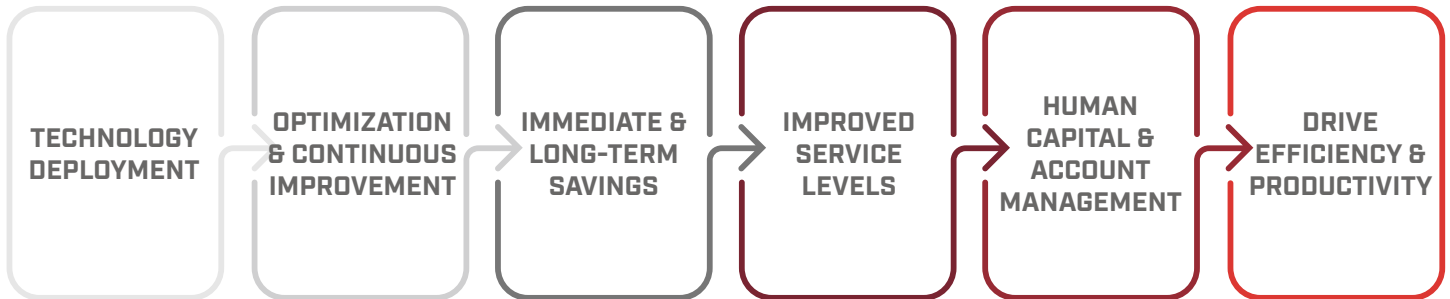 TECHNOLOGY
DEPLOYMENT
OPTIMIZATION
& CONTINUOUS
IMPROVEMENT
IMMEDIATE &
LONG-TERM
SAVINGS
IMPROVED
SERVICE
LEVELS
HUMAN
CAPITAL &
ACCOUNT
MANAGEMENT
DRIVE
EFFICIENCY &
PRODUCTIVITY